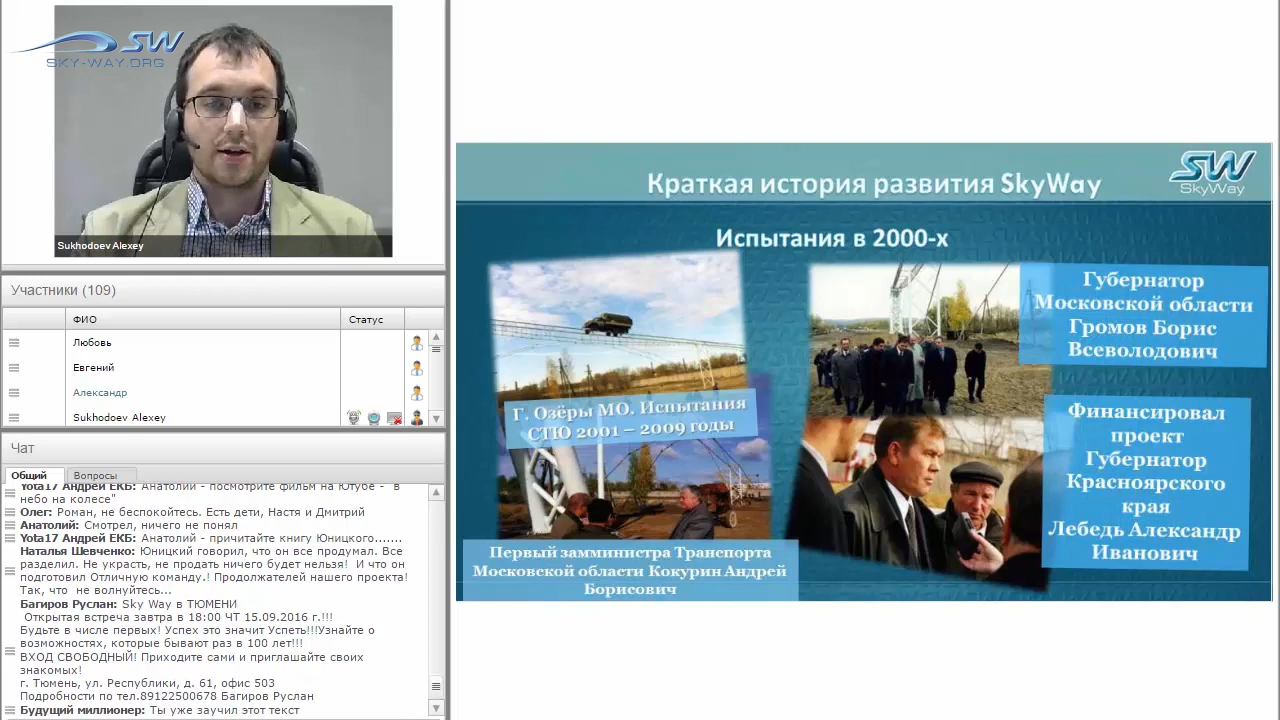 SW
SKY-WAY.ORG
Sukhodoev Alexey
Участники (109)
ФИО
Статус
Любовь
Евгений
Александр
Sukhodoev Alexey
Чат
Общий
Вопросы
Yota17 Андрей ЕКБ: Анатолий - посмотрите фильм на Ютубе - "в
небо на колесе"
Олег: Роман, не беспокойтесь. Есть дети, Настя и Дмитрий
Анатолий: Смотрел, ничего не понял
Yota17 Андрей ЕКБ: Анатолий - причитайте книгу Юницкого.......
Наталья Шевченко: Юницкий говорил, что он все продумал. Все
разделил. Не украсть, не продать ничего будет нельзя! И что он
подготовил Отличную команду.! Продолжателей нашего проекта!
Так, что не волнуйтесь...
Багиров Руслан: Sky Way в ТЮМЕНИ
Открытая встреча завтра в 18:00 ЧТ 15.09.2016 г.!!!
Будьте в числе первых! Успех это значит Успеть!!!Узнайте о
возможностях, которые бывают раз в 100 лет!!!
ВХОД СВОБОДНЫЙ! Приходите сами и приглашайте своих
знакомых!
г. Тюмень, ул. Республики, д. 61, офис 503
Подробности по тел.89122500678 Багиров Руслан
Будущий миллионер: Ты уже заучил этот текст
Краткая история развития SkyWay
SW
SkyWay
Испытания в 2000-х
Г. Озёры МО. Испытания
СТЮ 2001 – 2009 годы
Первый замминистра Транспорта
Московской области Кокурин Андрей
Борисович
Губернатор
Московской области
Громов Борис
Всеволодович
Финансировал
проект
Губернатор
Красноярского
края
Лебедь Александр
Иванович